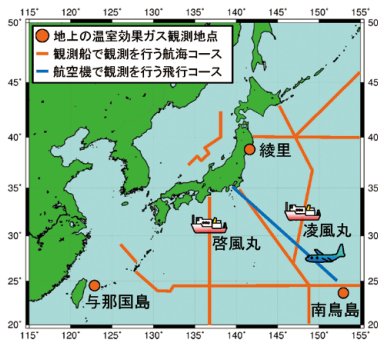 地上の温室効果ガス観測地点
観測船で観測を行う航海コース
航空機で観測を行う飛行コース
45°
40°
綾里
35°
啓風丸
凌風丸
30°
25°
与那国島
南鳥島
20°
20°
115°
120°
125°
130°
135°
140°
145°
150°
155°